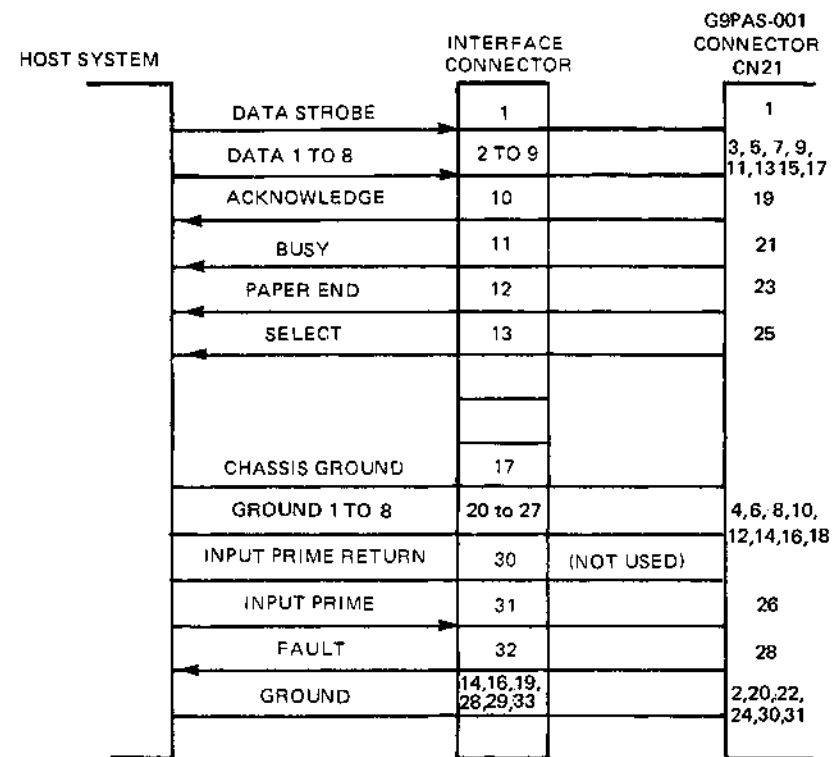 HOST SYSTEM
INTERFACE
CONNECTOR
G9PAS-001
CONNECTOR
CN21
DATA STROBE 1 1
DATA 1 TO 8 2 TO 9 3, 5, 7, 9,
11,13 15,17
ACKNOWLEDGE 10 19
BUSY 11 21
PAPER END 12 23
SELECT 13 25
CHASSIS GROUND 17
GROUND 1 TO 8 20 to 27 4,6, 8,10,
12,14,16,18
INPUT PRIME RETURN 30 (NOT USED)
INPUT PRIME 31 26
FAULT 32 28
GROUND 14,16,19, 2,20,22,
28,29,33 24,30,31